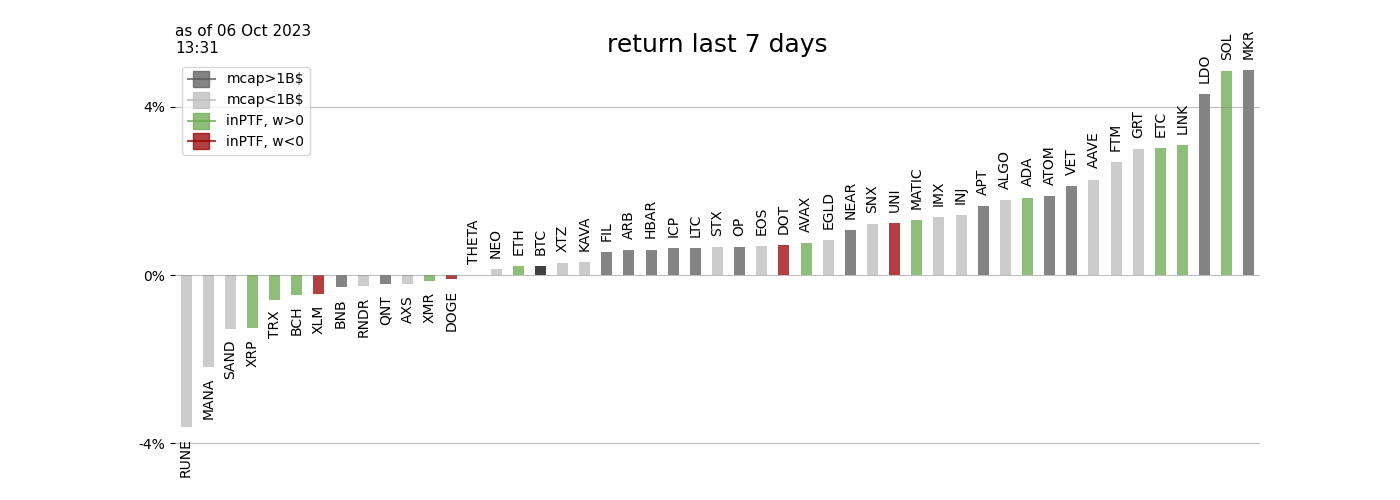 as of 06 Oct 2023
13:31
return last 7 days
mcap>1B$
mcap<1B$
inPTF, w>0
inPTF, w<0
4%
0%
-4%
RUNE
MANA
SAND
XRP
TRX
BCH
XLM
BNB
RNDR
QNT
AXS
XMR
DOGE
THETA
NEO
ETH
BTC
XTZ
KAVA
FIL
ARB
HBAR
ICP
LTC
STX
OP
EOS
DOT
AVAX
EGLD
NEAR
SNX
UNI
MATIC
IMX
INJ
APT
ALGO
ADA
ATOM
VET
AAVE
FTM
GRT
ETC
LINK
LDO
SOL
MKR